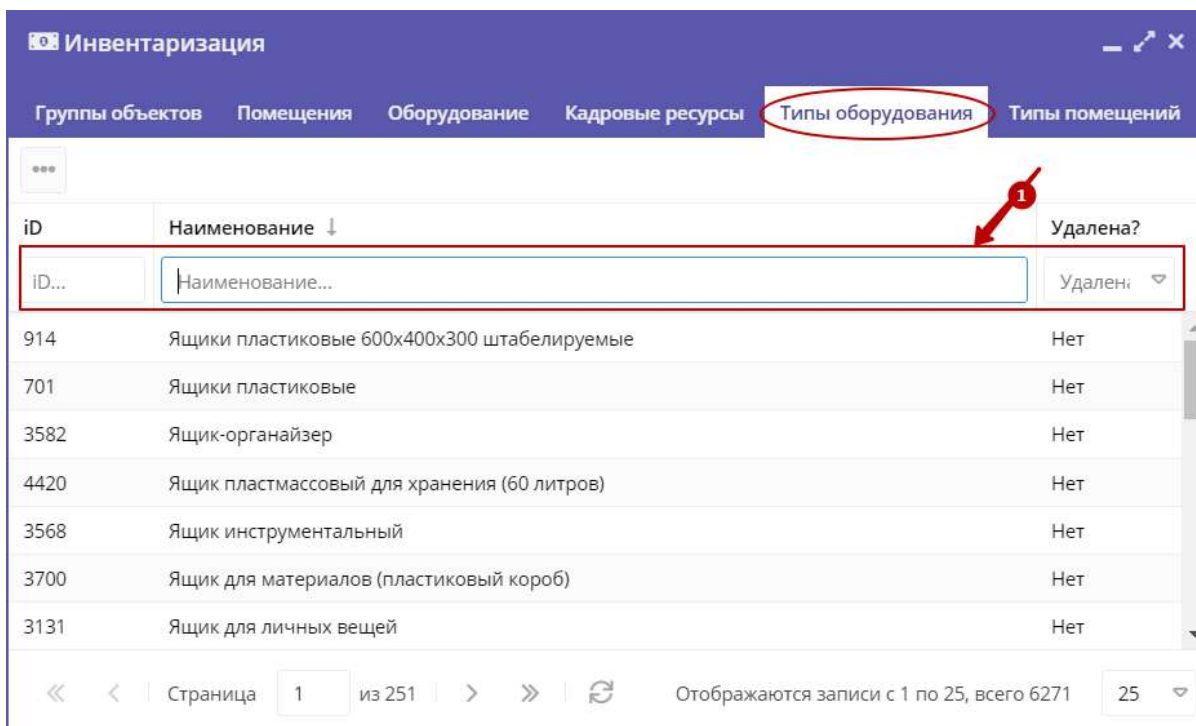 Инвентаризация
Группы объектов Помещения Оборудование Кадровые ресурсы Типы оборудования Типы помещений
1
iD Наименование ↓ Удалена?
iD... Наименование... Удалена
914 Ящики пластиковые 600х400х300 штабелируемые Нет
701 Ящики пластиковые Нет
3582 Ящик-органайзер Нет
4420 Ящик пластмассовый для хранения (60 литров) Нет
3568 Ящик инструментальный Нет
3700 Ящик для материалов (пластиковый короб) Нет
3131 Ящик для личных вещей Нет
Страница 1 из 251 Отображаются записи с 1 по 25, всего 6271 25